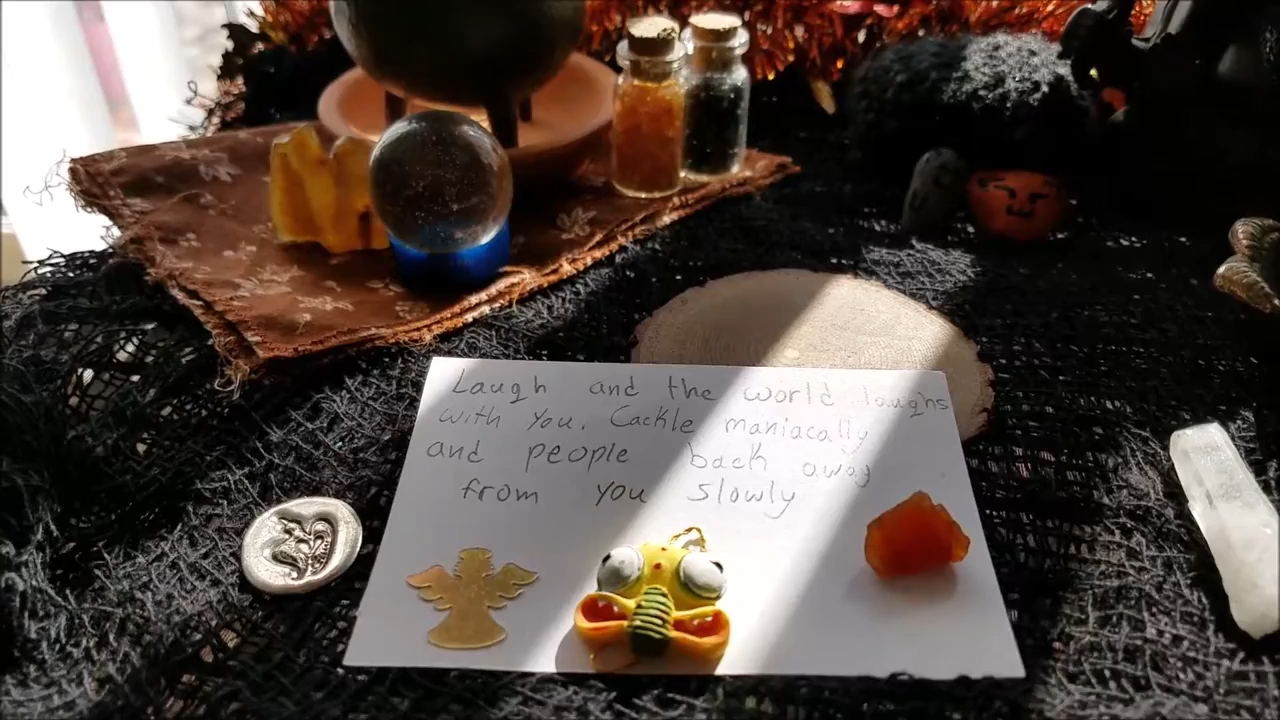 Laugh and the world laughs
with You. Cackle maniacally
and people back away
from You slowly